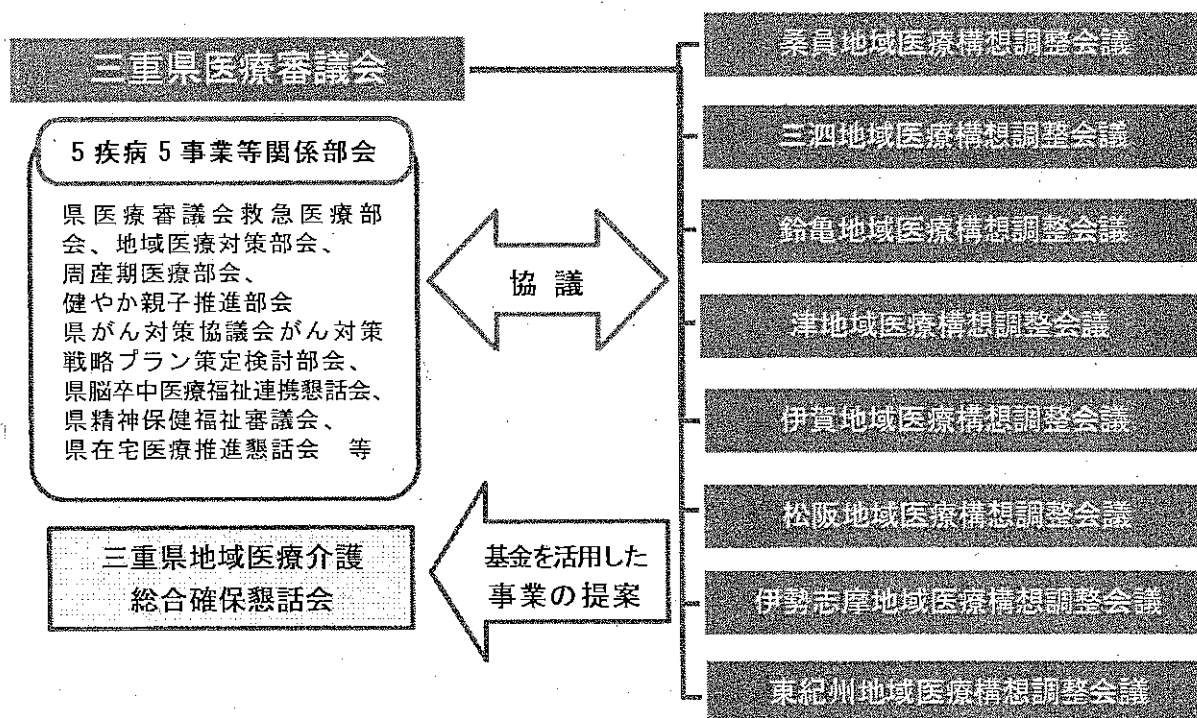 三重県医療審議会
5疾病5事業等関係部会
県医療審議会救急医療部
会、地域医療対策部会、
周産期医療部会、
健やか親子推進部会
県がん対策協議会がん対策
戦略プラン策定検討部会、
県脳卒中医療福祉連携懇話会、
県精神保健福祉審議会、
県在宅医療推進懇話会　等
三重県地域医療介護
総合確保懇話会
協議
基金を活用した
事業の提案
桑員地域医療構想調整会議
三泗地域医療構想調整会議
鈴亀地域医療構想調整会議
津地域医療構想調整会議
伊賀地域医療構想調整会議
松阪地域医療構想調整会議
伊勢志摩地域医療構想調整会議
東紀州地域医療構想調整会議